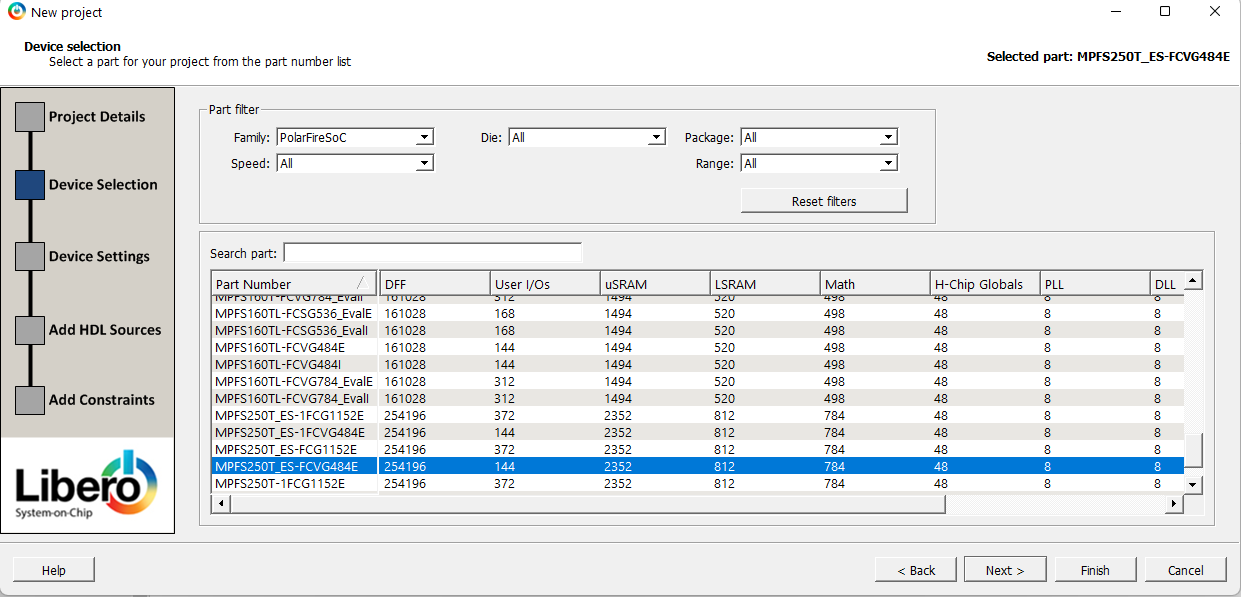 New project
Device selection
Select a part for your project from the part number list
Selected part: MPFS250T_ES-FCVG484E
Project Details
Device Selection
Device Settings
Add HDL Sources
Add Constraints
Libero
System-on-Chip
Part filter
Family: PolarFireSoC Die: All Package: All
Speed: All Range: All
Reset filters
Search part:
Part Number DFF User I/Os uSRAM LSRAM Math H-Chip Globals PLL DLL
MPFS160T-FCVG784_EvalI 161028 312 1494 520 498 48 8 8
MPFS160TL-FCSG536_EvalE 161028 168 1494 520 498 48 8 8
MPFS160TL-FCSG536_EvalI 161028 168 1494 520 498 48 8 8
MPFS160TL-FCVG484E 161028 144 1494 520 498 48 8 8
MPFS160TL-FCVG484I 161028 144 1494 520 498 48 8 8
MPFS160TL-FCVG784_EvalE 161028 312 1494 520 498 48 8 8
MPFS160TL-FCVG784_EvalI 161028 312 1494 520 498 48 8 8
MPFS250T_ES-1FCG1152E 254196 372 2352 812 784 48 8 8
MPFS250T_ES-1FCVG484E 254196 144 2352 812 784 48 8 8
MPFS250T_ES-FCG1152E 254196 372 2352 812 784 48 8 8
MPFS250T_ES-FCVG484E 254196 144 2352 812 784 48 8 8
MPFS250T-1FCG1152E 254196 372 2352 812 784 48 8 8
Help < Back Next > Finish Cancel